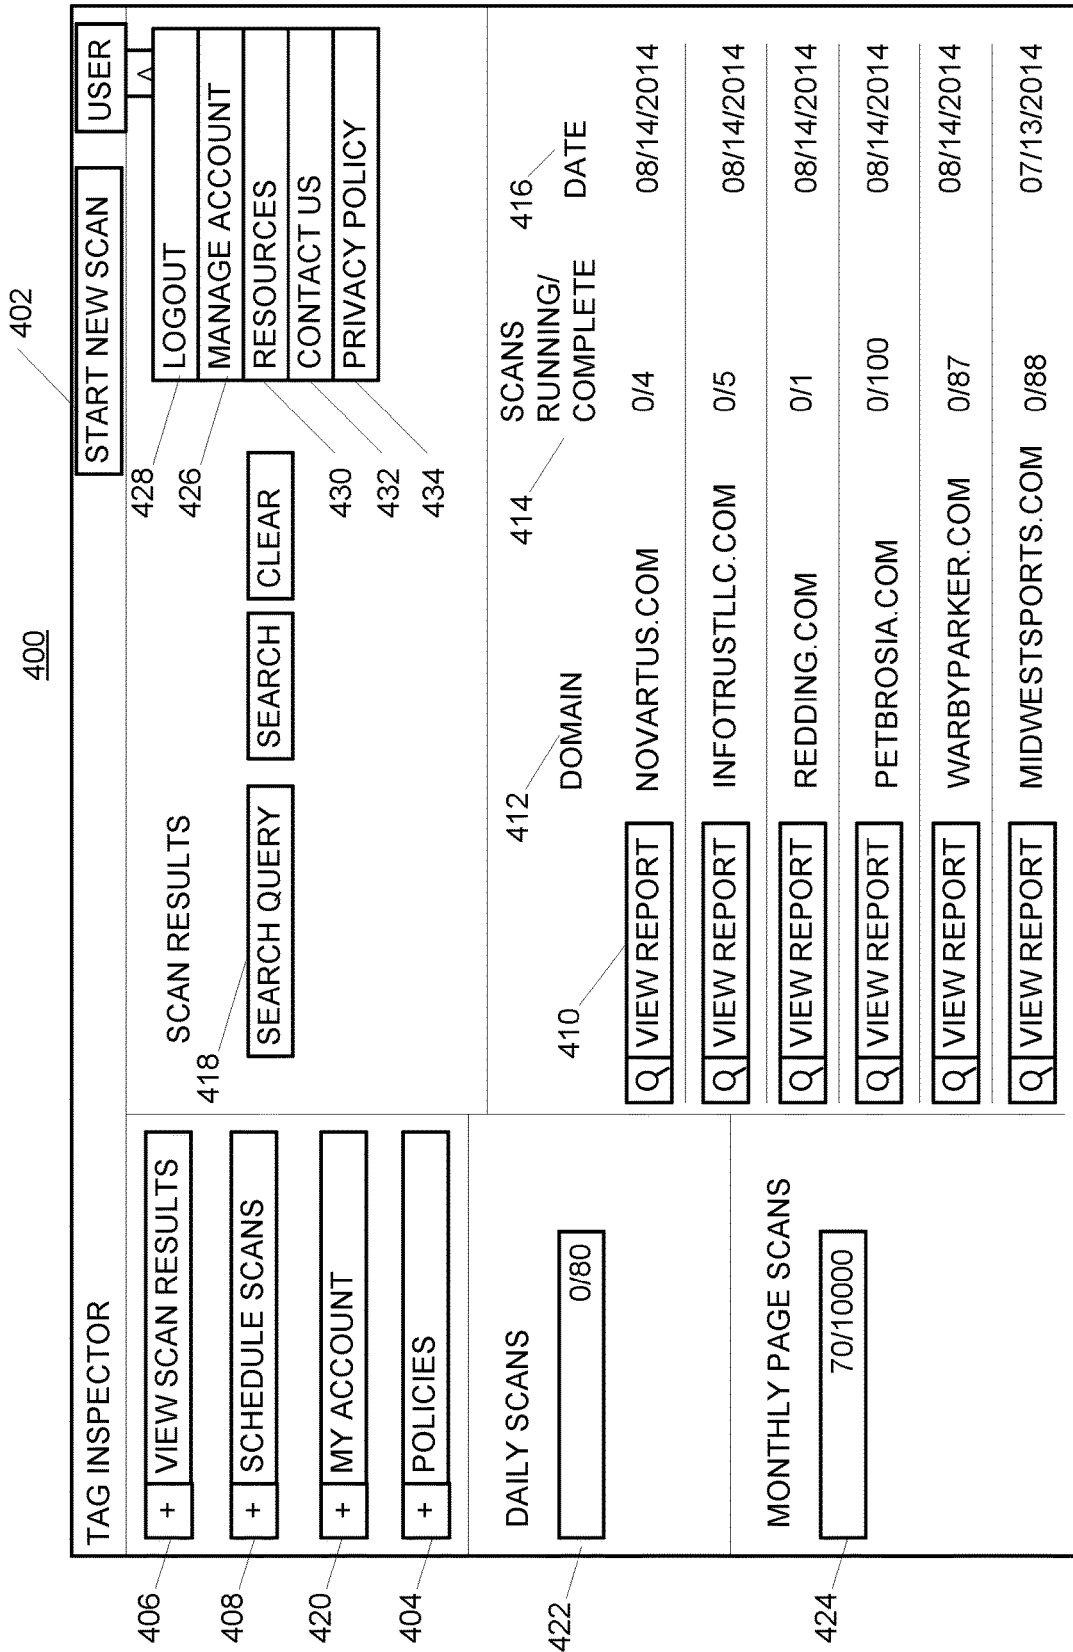 400
402
TAG INSPECTOR
START NEW SCAN
USER
^
406
+ VIEW SCAN RESULTS
408
+ SCHEDULE SCANS
420
+ MY ACCOUNT
404
+ POLICIES
422
DAILY SCANS
0/80
424
MONTHLY PAGE SCANS
70/10000
SCAN RESULTS
418
SEARCH QUERY
SEARCH
CLEAR
428
LOGOUT
426
MANAGE ACCOUNT
430
RESOURCES
432
CONTACT US
434
PRIVACY POLICY
410
412
DOMAIN
414
SCANS
RUNNING/
COMPLETE
416
DATE
VIEW REPORT NOVARTUS.COM 0/4 08/14/2014
VIEW REPORT INFOTRUSTLLC.COM 0/5 08/14/2014
VIEW REPORT REDDING.COM 0/1 08/14/2014
VIEW REPORT PETBROSIA.COM 0/100 08/14/2014
VIEW REPORT WARBYPARKER.COM 0/87 08/14/2014
VIEW REPORT MIDWESTSPORTS.COM 0/88 07/13/2014